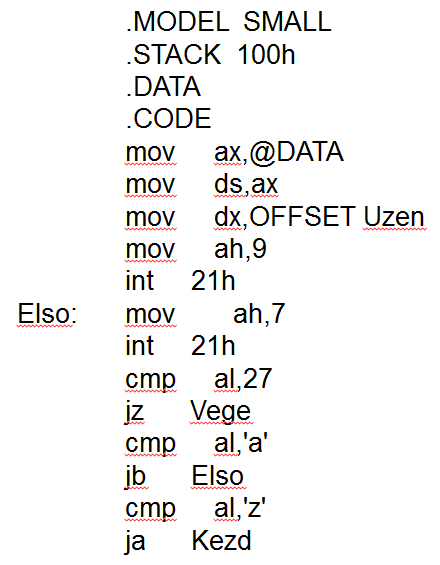 .MODEL SMALL
.STACK 100h
.DATA
.CODE
mov ax,@DATA
mov ds,ax
mov dx,OFFSET Uzen
mov ah,9
int 21h
Elso: mov ah,7
int 21h
cmp al,27
jz Vege
cmp al,'a'
jb Elso
cmp al,'z'
ja Kezd